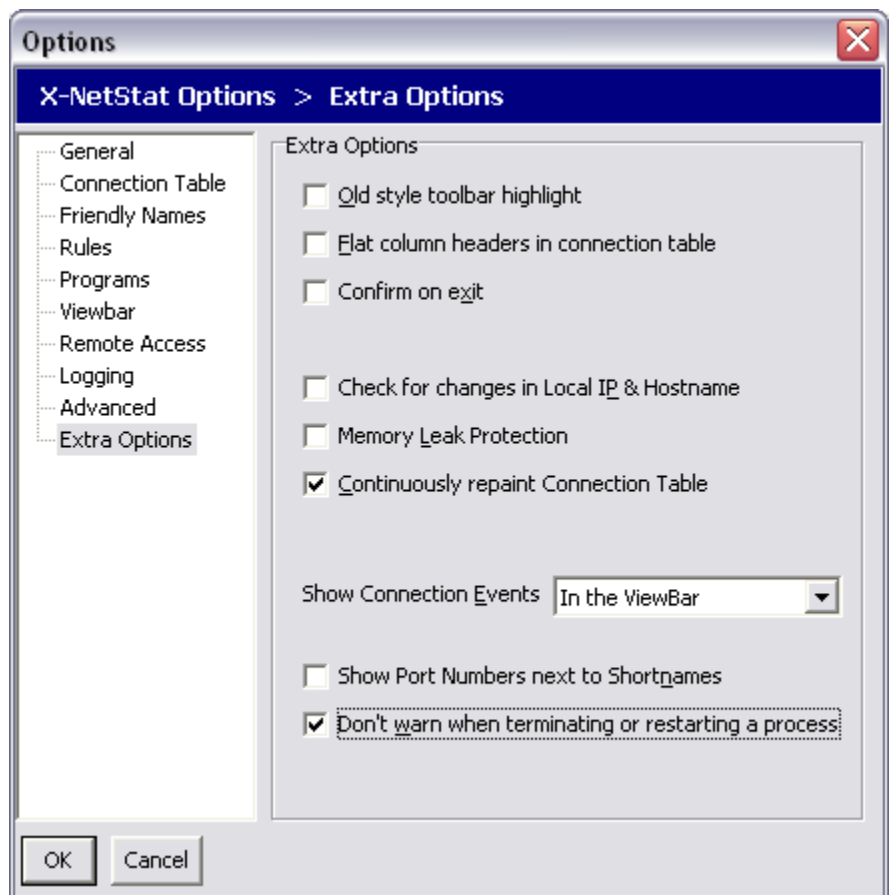 Options
X-NetStat Options > Extra Options
General
Connection Table
Friendly Names
Rules
Programs
Viewbar
Remote Access
Logging
Advanced
Extra Options
Extra Options
Old style toolbar highlight
Flat column headers in connection table
Confirm on exit
Check for changes in Local IP & Hostname
Memory Leak Protection
Continuously repaint Connection Table
Show Connection Events In the ViewBar
Show Port Numbers next to Shortnames
Don't warn when terminating or restarting a process
OK Cancel